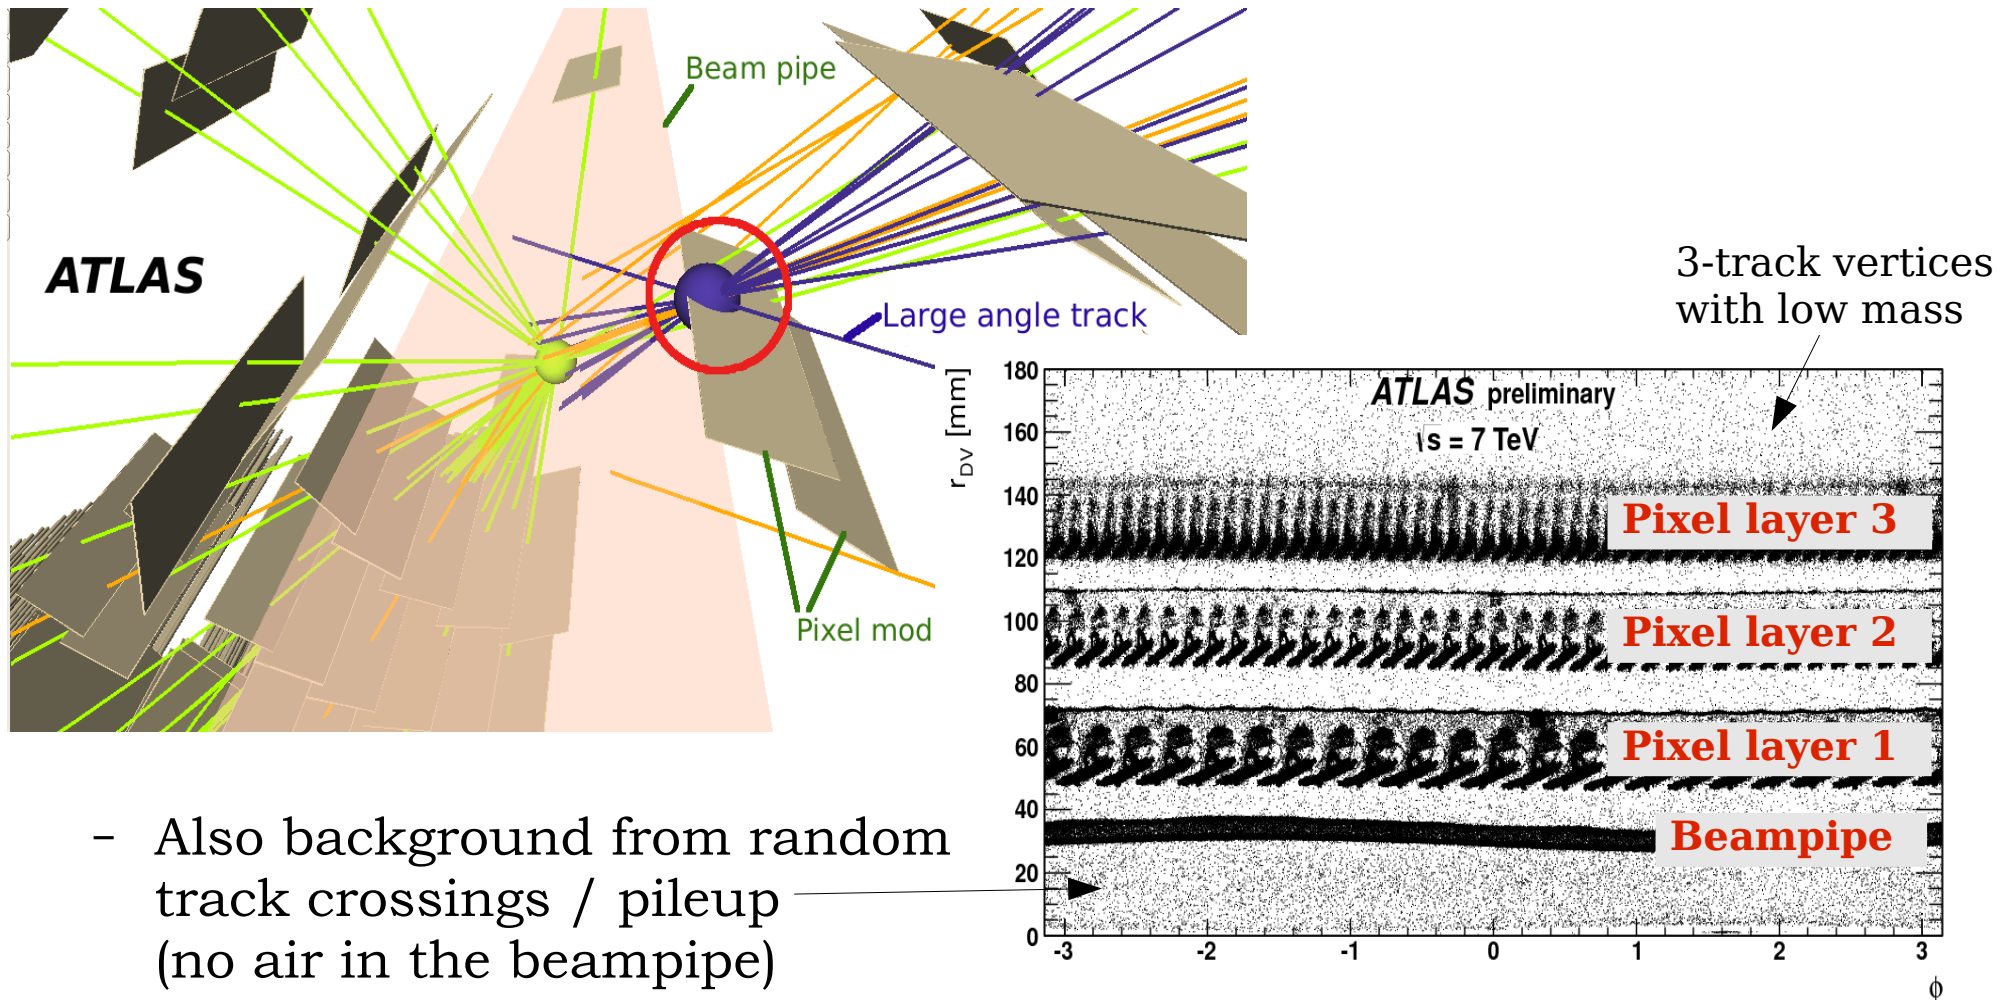 Beam pipe
ATLAS
Large angle track
Pixel mod
3-track vertices
with low mass
r_DV [mm]
180
160
140
120
100
80
60
40
20
0
ATLAS preliminary
√s = 7 TeV
Pixel layer 3
Pixel layer 2
Pixel layer 1
Beampipe
-3 -2 -1 0 1 2 3
ϕ
– Also background from random
track crossings / pileup
(no air in the beampipe)